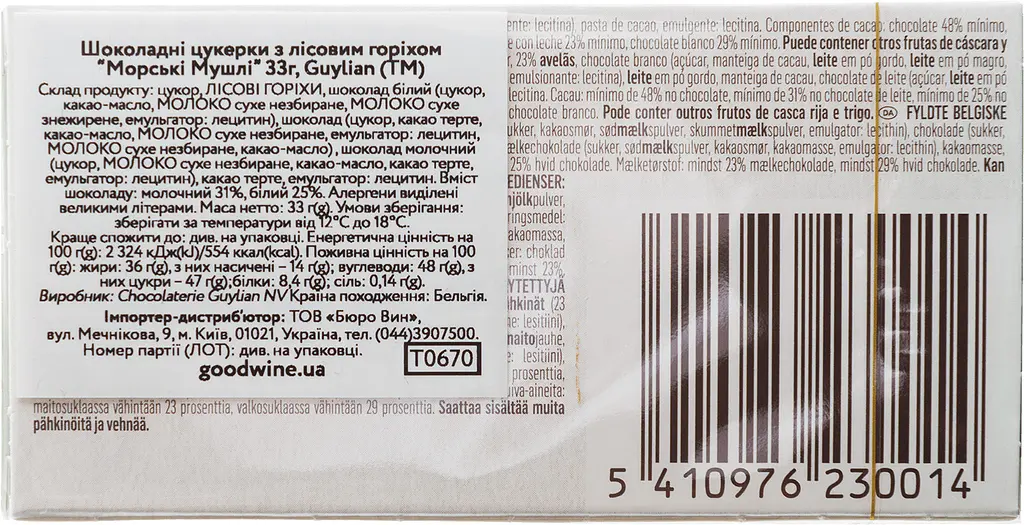 Шоколадні цукерки з лісовим горіхом
"Морські Мушлі" 33г, Guylian (TM)
Склад продукту: цукор, ЛІСОВІ ГОРІХИ, шоколад білий (цукор,
какао-масло, МОЛОКО сухе незбиране, МОЛОКО сухе
знежирене, емульгатор: лецитин), шоколад (цукор, какао терте,
какао-масло, МОЛОКО сухе незбиране, емульгатор: лецитин,
МОЛОКО сухе незбиране, какао-масло), шоколад молочний
(цукор, МОЛОКО сухе незбиране, какао-масло, какао терте,
емульгатор: лецитин), какао терте, емульгатор: лецитин. Вміст
шоколаду: молочний 31%, білий 25%. Алергени виділені
великими літерами. Маса нетто: 33 г(g). Умови зберігання:
зберігати за температури від 12°C до 18°C.
Краще спожити до: див. на упаковці. Енергетична цінність на
100 г(g): 2 324 кДж(kJ)/554 ккал(kcal). Поживна цінність на 100
г(g): жири: 36 г(g), з них насичені – 14 г(g); вуглеводи: 48 г(g), з
них цукри – 47 г(g); білки: 8,4 г(g); сіль: 0,14 г(g).
Виробник: Chocolaterie Guylian NV Країна походження: Бельгія.
Імпортер-дистриб'ютор: ТОВ «Бюро Вин»,
вул. Мечнікова, 9, м. Київ, 01021, Україна, тел. (044)3907500.
Номер партії (ЛОТ): див. на упаковці.
T0670
goodwine.ua
lecitina), pasta de cacao, emulgente: lecitina. Componentes de cacao: chocolate 48% mínimo,
con leche 23% mínimo, chocolate blanco 29% mínimo. Puede contener otros frutas de cáscara y
23% avelãs, chocolate branco (açúcar, manteiga de cacau, leite em pó gordo, leite em pó magro,
emulsionante: lecitina), leite em pó gordo, manteiga de cacau, chocolate de leite (açúcar, leite em pó
lecitina. Cacau: mínimo de 48% no chocolate, mínimo de 31% no chocolate de leite, mínimo de 25% no
chocolate branco. Pode conter outros frutos de casca rija e trigo. DA FYLDTE BELGISKE
kakaosmør, sødmælkspulver, skummetmælkspulver, emulgator: lecithin), chokolade (sukker,
(sukker, sødmælkspulver, kakaosmør, kakaomasse, emulgator: lecithin), kakaomasse,
25% hvid chokolade. Mælketørstof: mindst 23% mælkechokolade, mindst 29% hvid chokolade. Kan
choklad
minst 23%,
(23
lesitiini),
lesitiini),
prosenttia,
maitosuklaassa vähintään 23 prosenttia, valkosuklaassa vähintään 29 prosenttia. Saattaa sisältää muita
pähkinöitä ja vehnää.
5 410976 230014